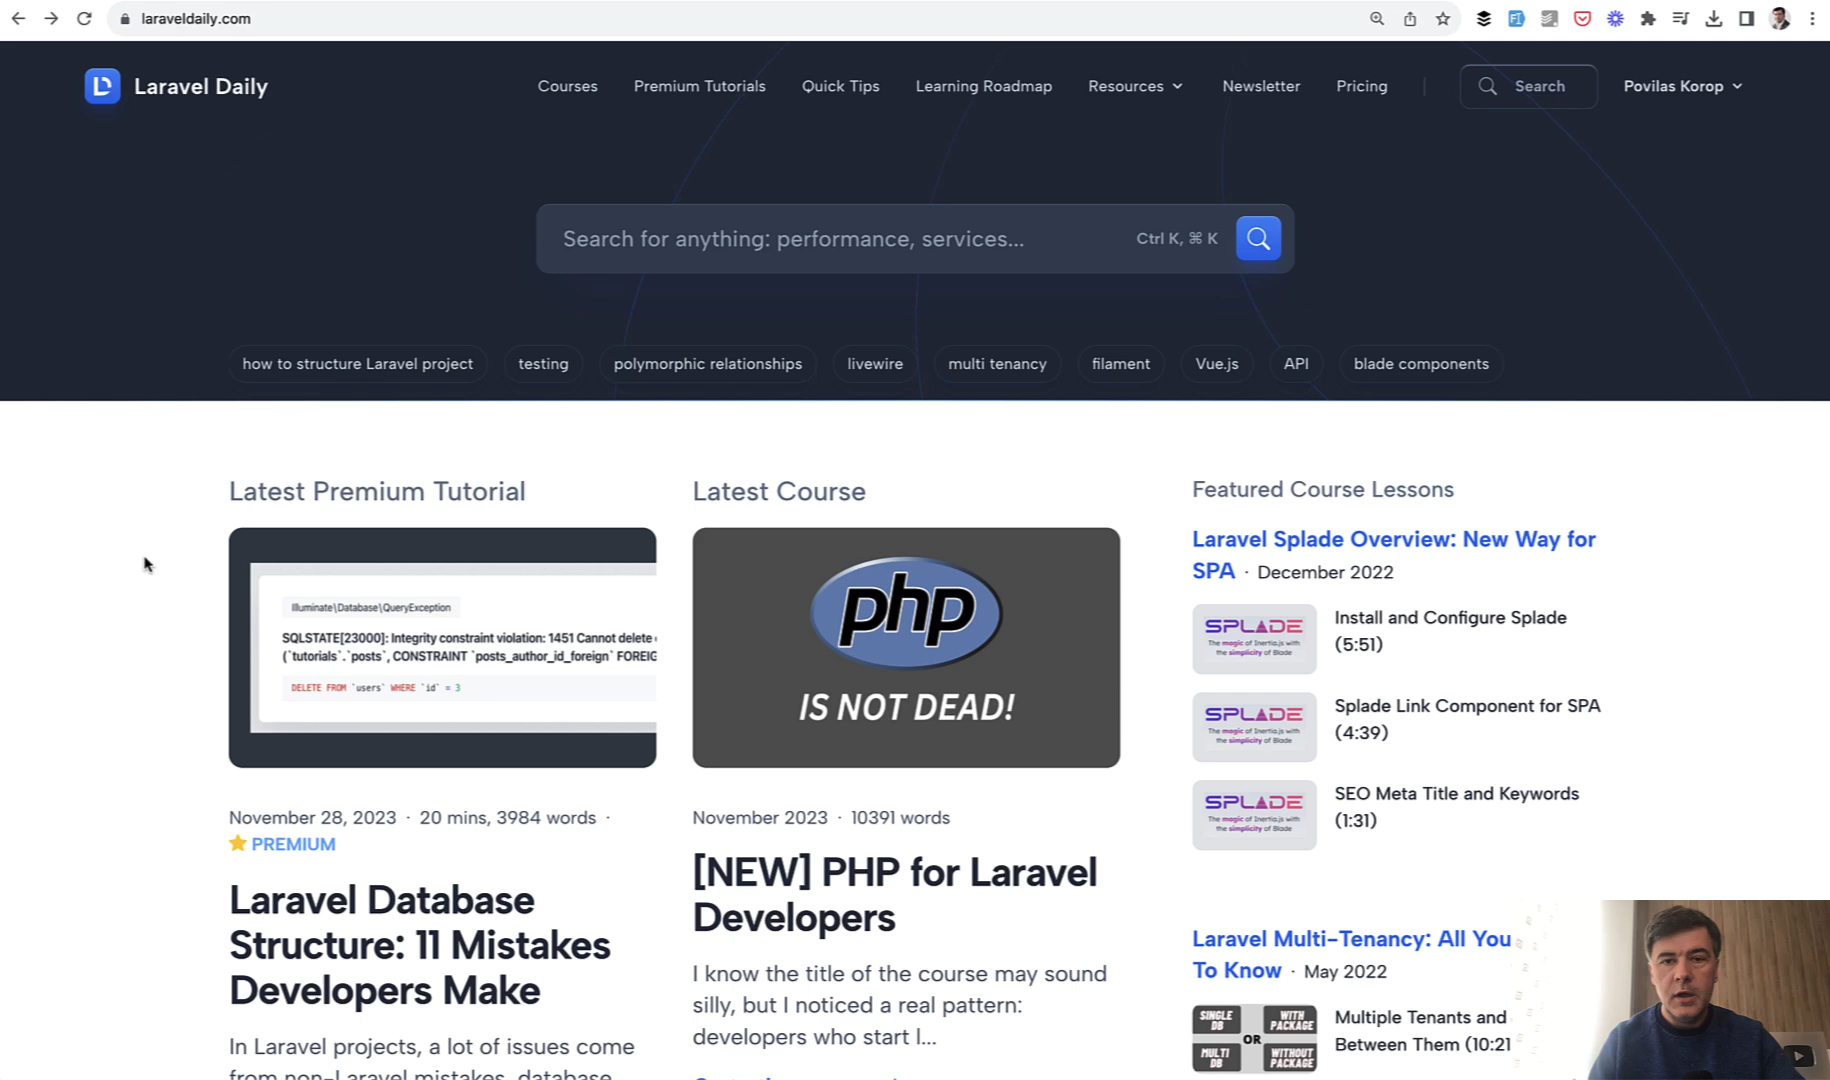 laraveldaily.com
Laravel Daily
Courses
Premium Tutorials
Quick Tips
Learning Roadmap
Resources
Newsletter
Pricing
Search
Povilas Korop
Search for anything: performance, services...
Ctrl K, ⌘ K
how to structure Laravel project
testing
polymorphic relationships
livewire
multi tenancy
filament
Vue.js
API
blade components
Latest Premium Tutorial
Illuminate\Database\QueryException
SQLSTATE[23000]: Integrity constraint violation: 1451 Cannot delete
(`tutorials`.`posts`, CONSTRAINT `posts_author_id_foreign` FOREIG
DELETE FROM `users` WHERE `id` = 3
November 28, 2023 · 20 mins, 3984 words ·
PREMIUM
Laravel Database
Structure: 11 Mistakes
Developers Make
In Laravel projects, a lot of issues come
from non-Laravel mistakes, database
Latest Course
php
IS NOT DEAD!
November 2023 · 10391 words
[NEW] PHP for Laravel
Developers
I know the title of the course may sound
silly, but I noticed a real pattern:
developers who start l...
Featured Course Lessons
Laravel Splade Overview: New Way for
SPA · December 2022
SPLADE
The magic of Inertia.js with
the simplicity of Blade
Install and Configure Splade
(5:51)
SPLADE
The magic of Inertia.js with
the simplicity of Blade
Splade Link Component for SPA
(4:39)
SPLADE
The magic of Inertia.js with
the simplicity of Blade
SEO Meta Title and Keywords
(1:31)
Laravel Multi-Tenancy: All You
To Know · May 2022
SINGLE DB
WITH PACKAGE
OR
MULTI DB
WITHOUT PACKAGE
Multiple Tenants and
Between Them (10:21